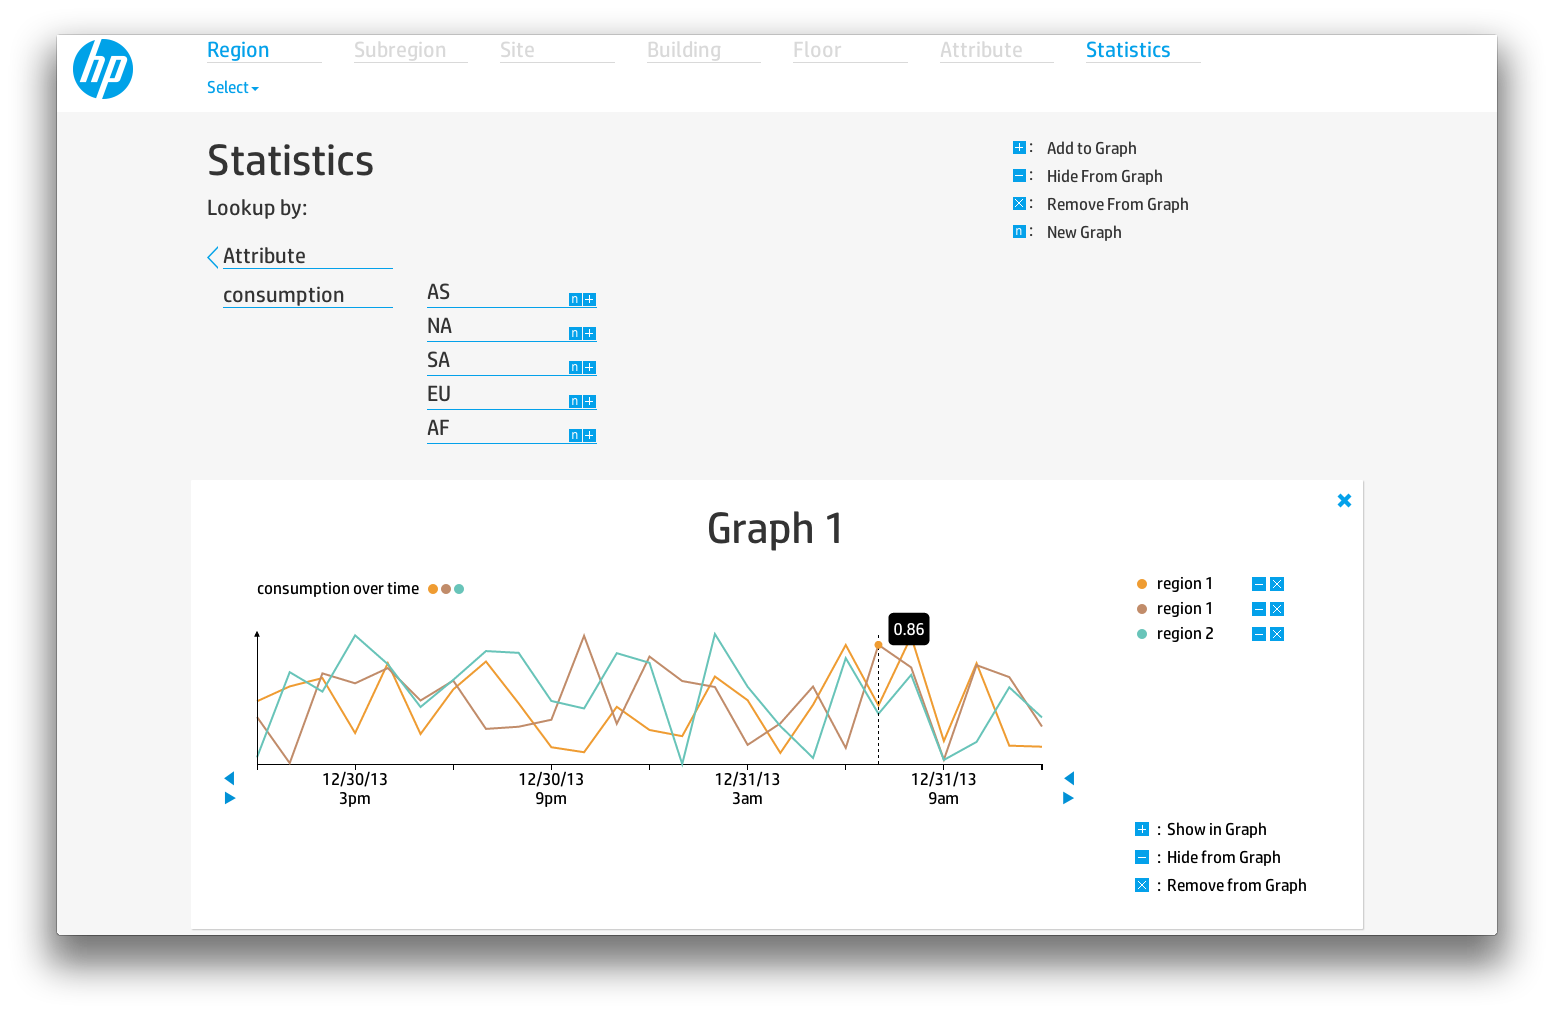 hp
Region Subregion Site Building Floor Attribute Statistics
Select
Statistics
Lookup by:
Attribute
consumption
AS n +
NA n +
SA n +
EU n +
AF n +
+ : Add to Graph
− : Hide From Graph
x : Remove From Graph
n : New Graph
Graph 1
consumption over time
0.86
12/30/13 12/30/13 12/31/13 12/31/13
3pm 9pm 3am 9am
region 1
region 1
region 2
+ : Show in Graph
− : Hide from Graph
x : Remove from Graph